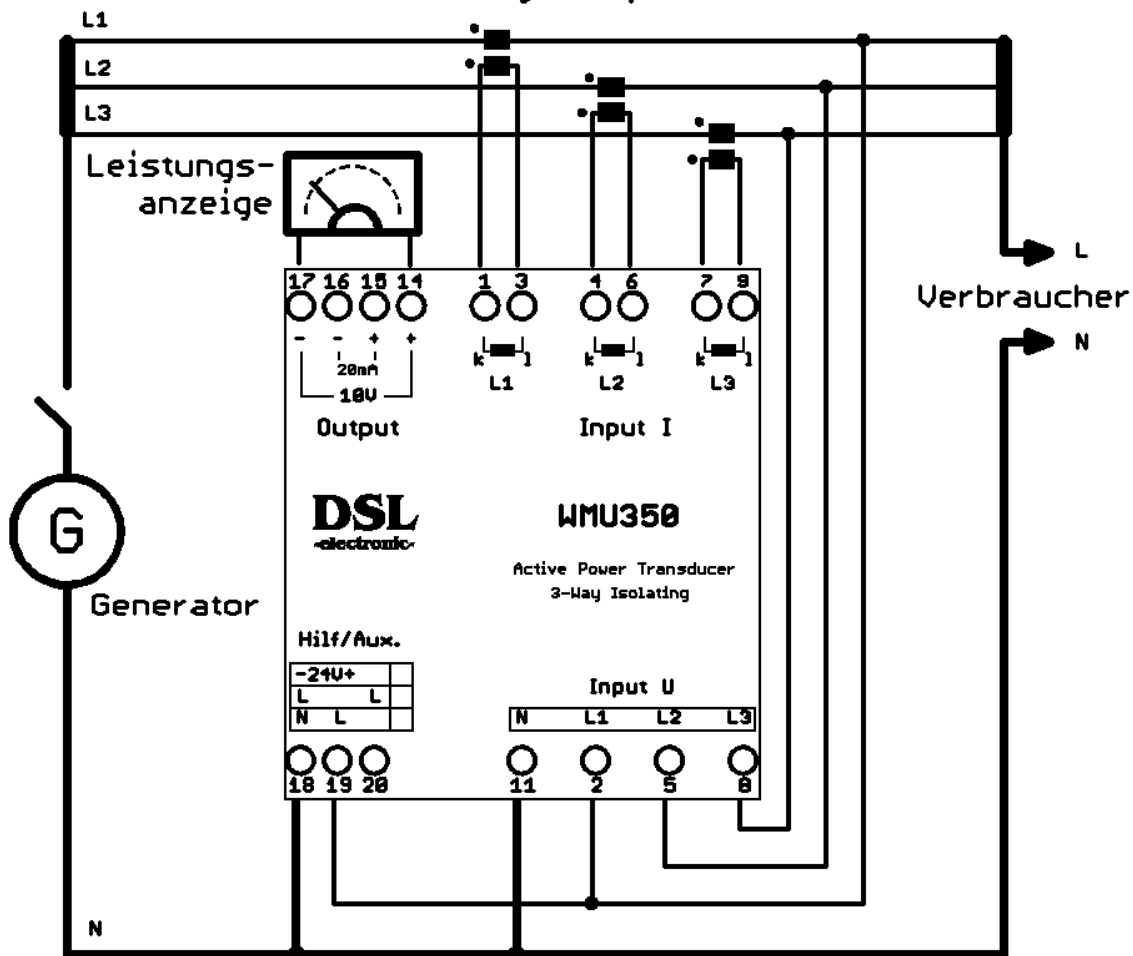 L1
L2
L3
Leistungs-
anzeige
17 16 15 14 1 3 4 6 7 9
- - + +
20mA
10V
k l k l k l
L1 L2 L3
Output
Input I
L
Verbraucher
N
G
DSL
-electronic-
WMU350
Active Power Transducer
3-Way Isolating
Generator
Hilf/Aux.
-24V+
L L
N L
Input U
N L1 L2 L3
18 19 20 11 2 5 8
N